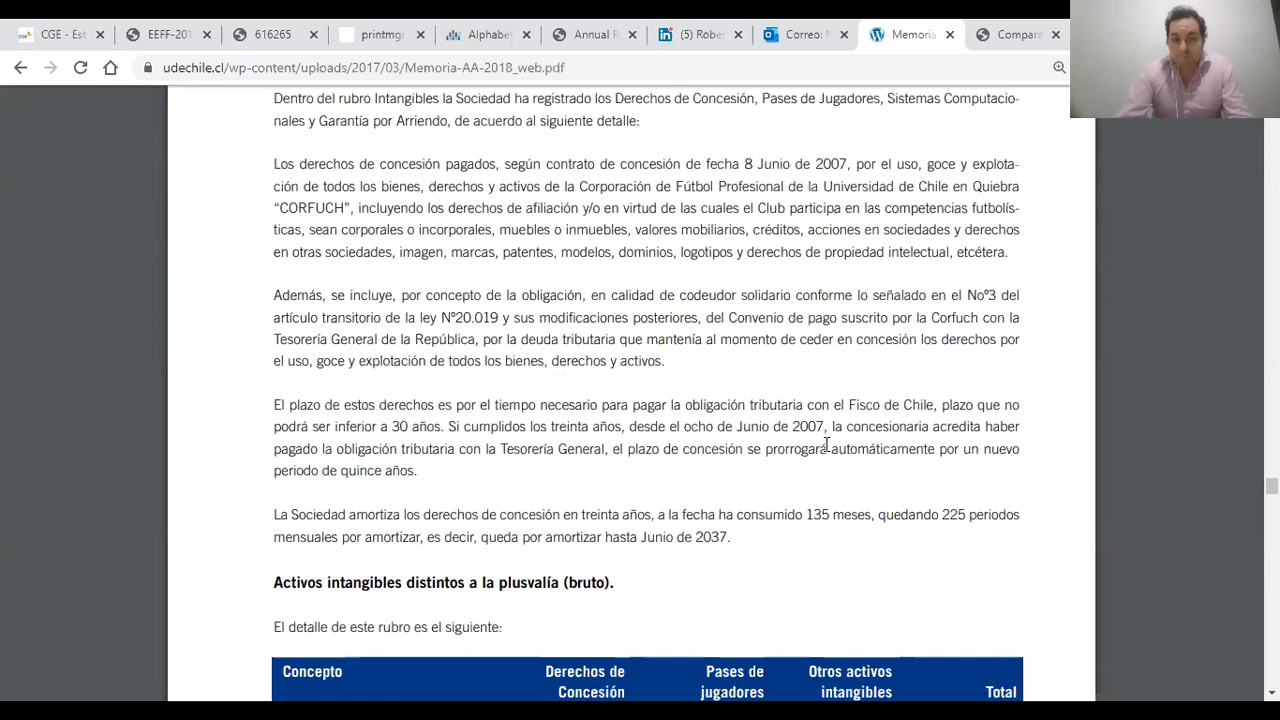 CGE - Est
EEFF-201
616265
printmg
Alphabe
Annual R
(5) Robe
Correo: M
Memoria
Compara
udechile.cl/wp-content/uploads/2017/03/Memoria-AA-2018_web.pdf
Dentro del rubro Intangibles la Sociedad ha registrado los Derechos de Concesión, Pases de Jugadores, Sistemas Computacio-
nales y Garantía por Arriendo, de acuerdo al siguiente detalle:
Los derechos de concesión pagados, según contrato de concesión de fecha 8 Junio de 2007, por el uso, goce y explota-
ción de todos los bienes, derechos y activos de la Corporación de Fútbol Profesional de la Universidad de Chile en Quiebra
“CORFUCH”, incluyendo los derechos de afiliación y/o en virtud de las cuales el Club participa en las competencias futbolís-
ticas, sean corporales o incorporales, muebles o inmuebles, valores mobiliarios, créditos, acciones en sociedades y derechos
en otras sociedades, imagen, marcas, patentes, modelos, dominios, logotipos y derechos de propiedad intelectual, etcétera.
Además, se incluye, por concepto de la obligación, en calidad de codeudor solidario conforme lo señalado en el Noº3 del
artículo transitorio de la ley Nº20.019 y sus modificaciones posteriores, del Convenio de pago suscrito por la Corfuch con la
Tesorería General de la República, por la deuda tributaria que mantenía al momento de ceder en concesión los derechos por
el uso, goce y explotación de todos los bienes, derechos y activos.
El plazo de estos derechos es por el tiempo necesario para pagar la obligación tributaria con el Fisco de Chile, plazo que no
podrá ser inferior a 30 años. Si cumplidos los treinta años, desde el ocho de Junio de 2007, la concesionaria acredita haber
pagado la obligación tributaria con la Tesorería General, el plazo de concesión se prorrogará automáticamente por un nuevo
periodo de quince años.
La Sociedad amortiza los derechos de concesión en treinta años, a la fecha ha consumido 135 meses, quedando 225 periodos
mensuales por amortizar, es decir, queda por amortizar hasta Junio de 2037.
Activos intangibles distintos a la plusvalía (bruto).
El detalle de este rubro es el siguiente:
Concepto Derechos de Concesión Pases de jugadores Otros activos intangibles Total